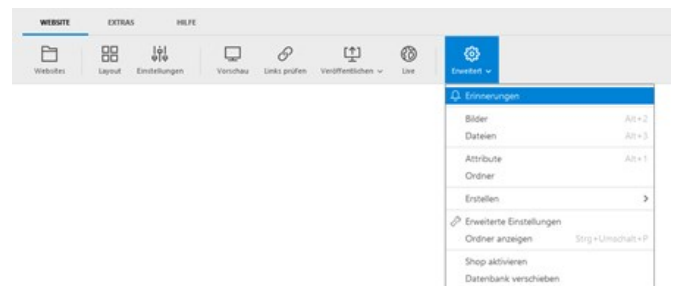 WEBSITE EXTRAS HILFE
Websites Layout Einstellungen Vorschau Links prüfen Veröffentlichen Live Erweitert
Erinnerungen
Bilder Alt+2
Dateien Alt+3
Attribute Alt+1
Ordner
Erstellen
Erweiterte Einstellungen
Ordner anzeigen Strg+Umschalt+P
Shop aktivieren
Datenbank verschieben